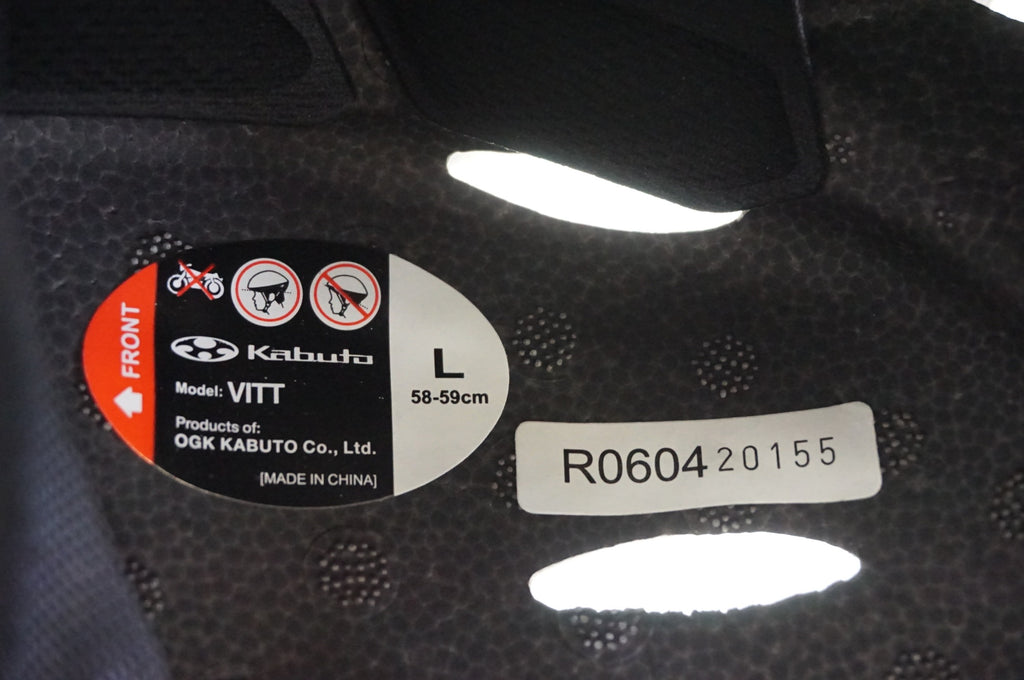 FRONT
Kabuto
Model: VITT
Products of:
OGK KABUTO Co., Ltd.
[MADE IN CHINA]
L
58-59cm
R0604 20155